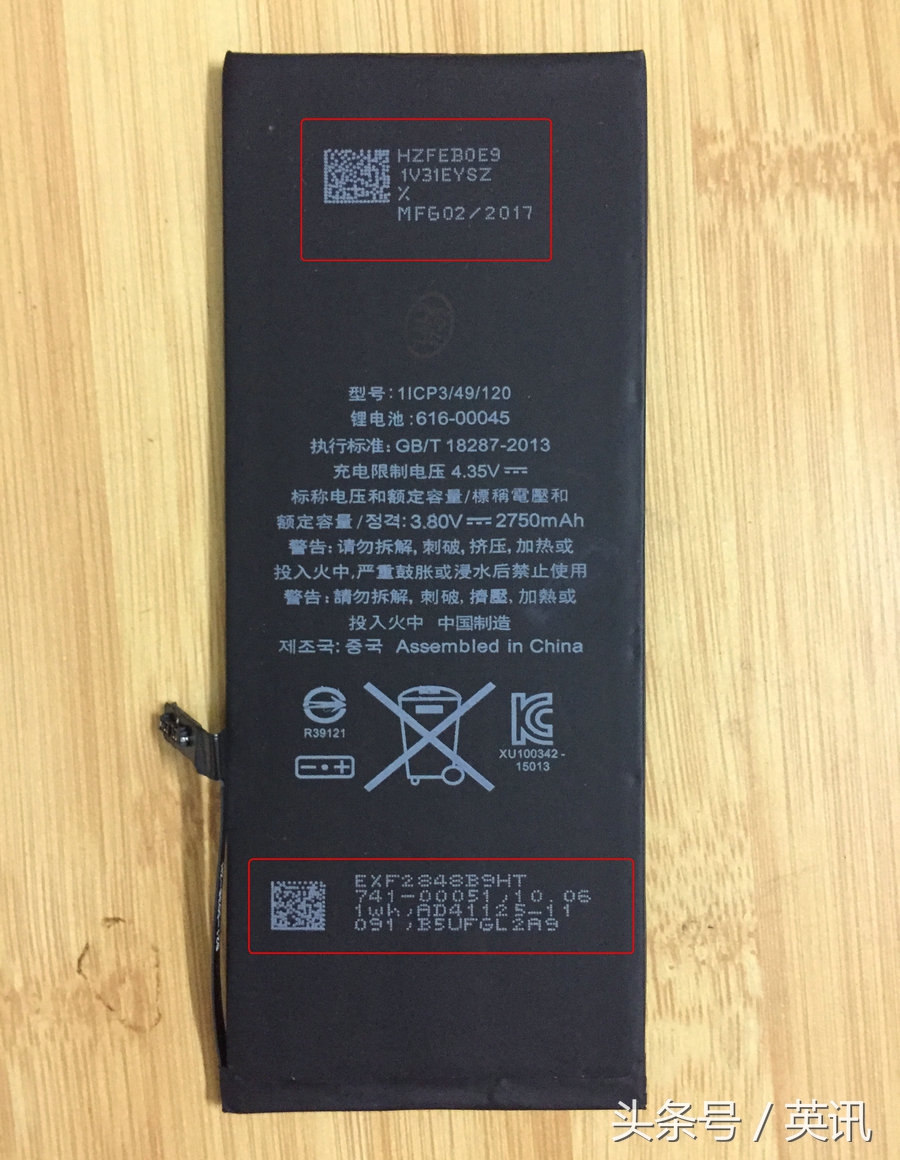 HZFEB0E9
1V31EYSZ
X
MFG02/2017
型号:1ICP3/49/120
锂电池:616-00045
执行标准:GB/T 18287-2013
充电限制电压 4.35V⎓
标称电压和额定容量/標稱電壓和
額定容量/정격:3.80V⎓2750mAh
警告:请勿拆解,刺破,挤压,加热或
投入火中,严重鼓胀或浸水后禁止使用
警告:請勿拆解,刺破,擠壓,加熱或
投入火中 中国制造
제조국:중국 Assembled in China
R39121
XU100342-
15013
EXF2848B9HT
741-00051,10.06
1wh,AD41125-11
091,B5UFGL2A9
头条号 / 英讯